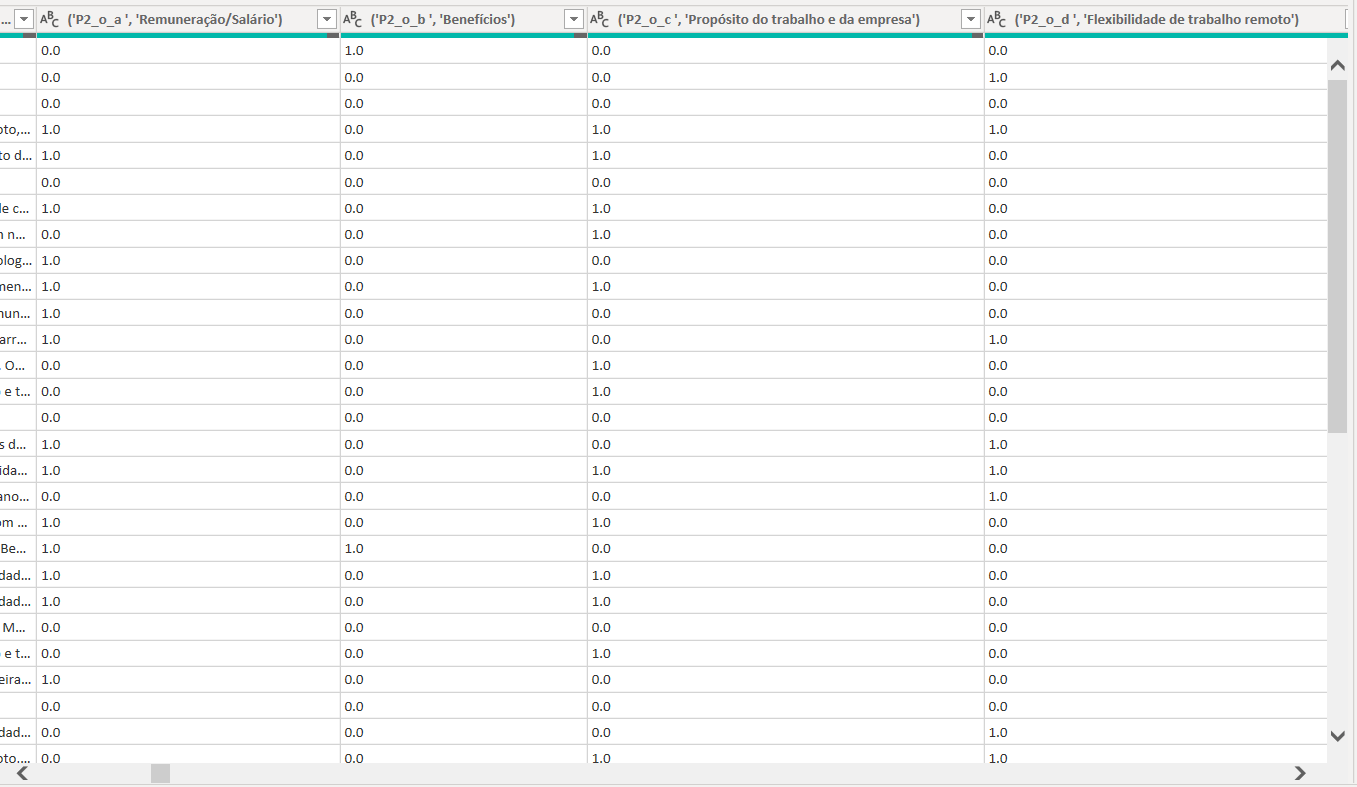 ... ABC ('P2_o_a ', 'Remuneração/Salário') ABC ('P2_o_b ', 'Benefícios') ABC ('P2_o_c ', 'Propósito do trabalho e da empresa') ABC ('P2_o_d ', 'Flexibilidade de trabalho remoto')
0.0 1.0 0.0 0.0
0.0 0.0 0.0 1.0
0.0 0.0 0.0 0.0
oto,... 1.0 0.0 1.0 1.0
to d... 1.0 0.0 1.0 0.0
0.0 0.0 0.0 0.0
de c... 1.0 0.0 1.0 0.0
n n... 0.0 0.0 1.0 0.0
olog... 1.0 0.0 0.0 0.0
men... 1.0 0.0 1.0 0.0
nun... 1.0 0.0 0.0 0.0
arr... 1.0 0.0 0.0 1.0
. O... 0.0 0.0 1.0 0.0
e t... 0.0 0.0 1.0 0.0
0.0 0.0 0.0 0.0
s d... 1.0 0.0 0.0 1.0
ida... 1.0 0.0 1.0 1.0
ano... 0.0 0.0 0.0 1.0
om ... 1.0 0.0 1.0 0.0
Be... 1.0 1.0 0.0 0.0
dad... 1.0 0.0 1.0 0.0
dad... 1.0 0.0 1.0 0.0
M... 0.0 0.0 0.0 0.0
e t... 0.0 0.0 1.0 0.0
eira... 1.0 0.0 0.0 0.0
0.0 0.0 0.0 0.0
dad... 0.0 0.0 0.0 1.0
oto.... 0.0 0.0 1.0 1.0